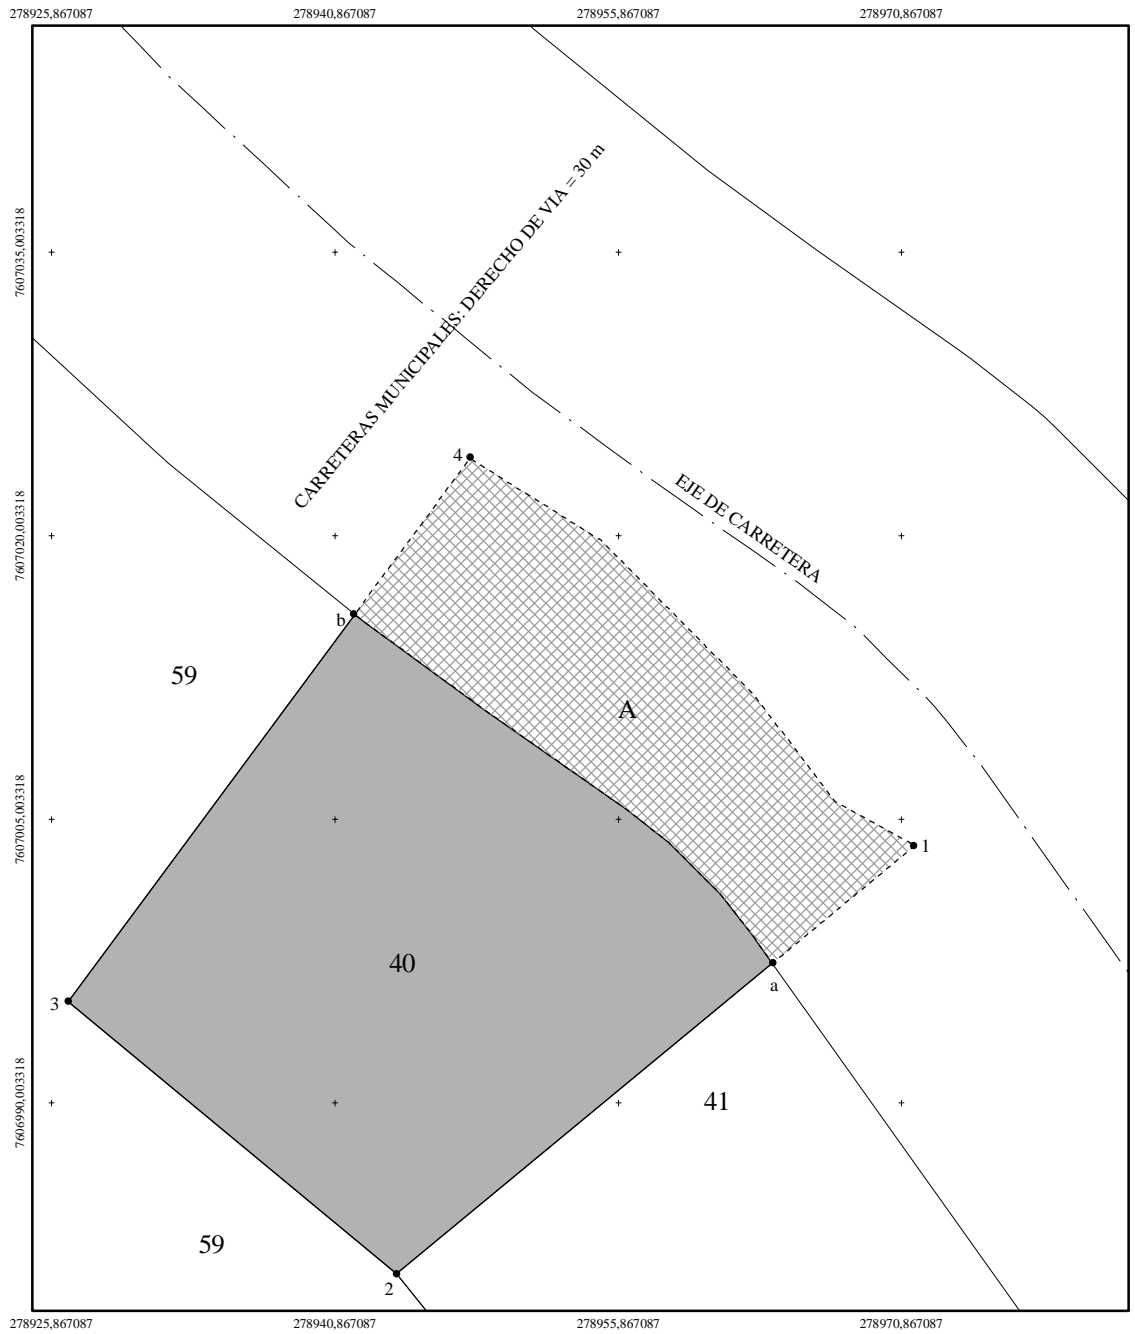 278925,867087 278940,867087 278955,867087 278970,867087
CARRETERAS MUNICIPALES: DERECHO DE VIA = 30 m
7607035,003318
4
EJE DE CARRETERA
7607020,003318
b
59
A
7607005,003318
1
40
a
3
7606990,003318
41
59
2
278925,867087 278940,867087 278955,867087 278970,867087